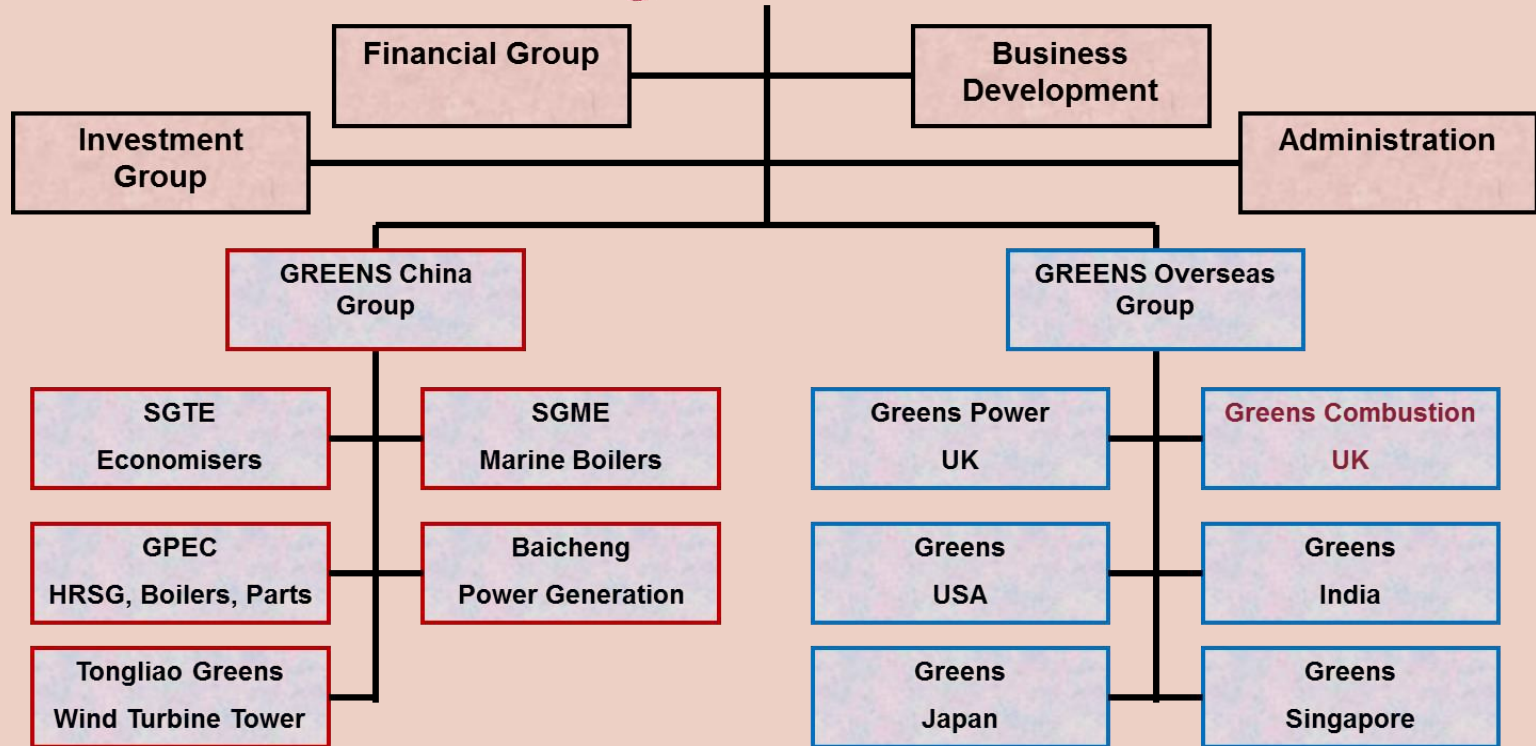 Financial Group
Business
Development
Investment
Group
Administration
GREENS China
Group
GREENS Overseas
Group
SGTE
Economisers
SGME
Marine Boilers
Greens Power
UK
Greens Combustion
UK
GPEC
HRSG, Boilers, Parts
Baicheng
Power Generation
Greens
USA
Greens
India
Tongliao Greens
Wind Turbine Tower
Greens
Japan
Greens
Singapore